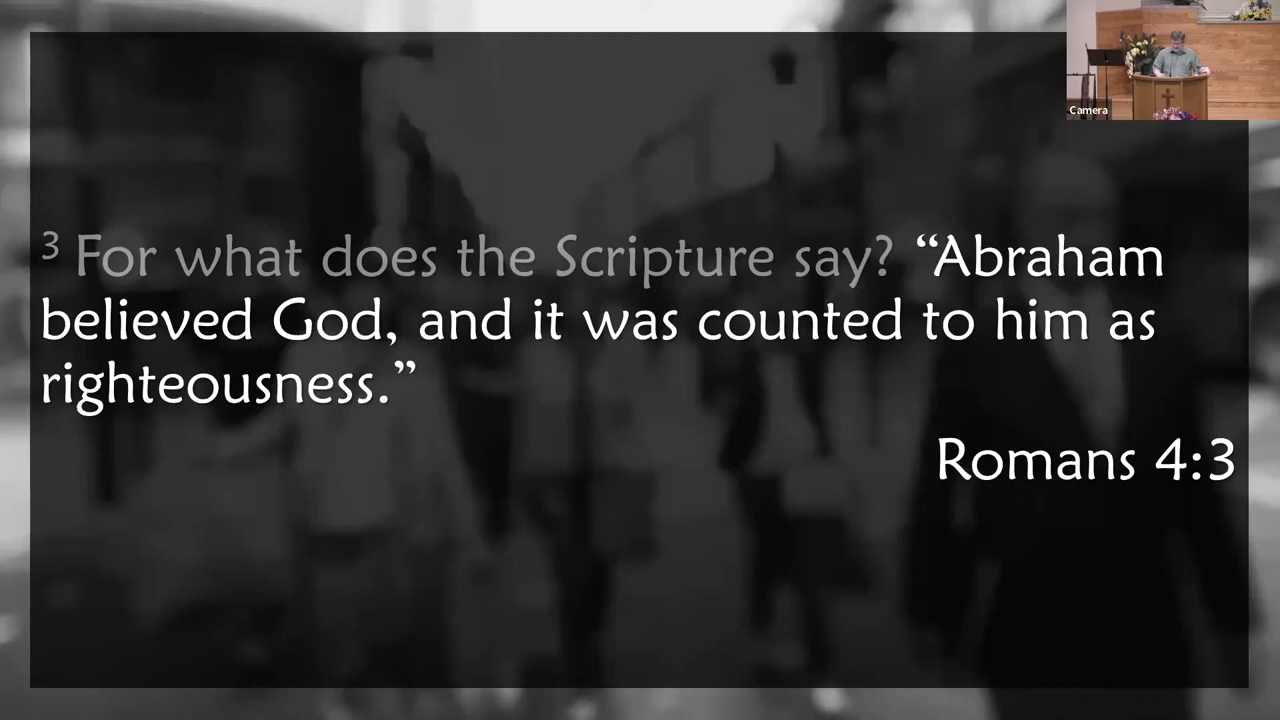 Camera
³ For what does the Scripture say? “Abraham
believed God, and it was counted to him as
righteousness.”
Romans 4:3